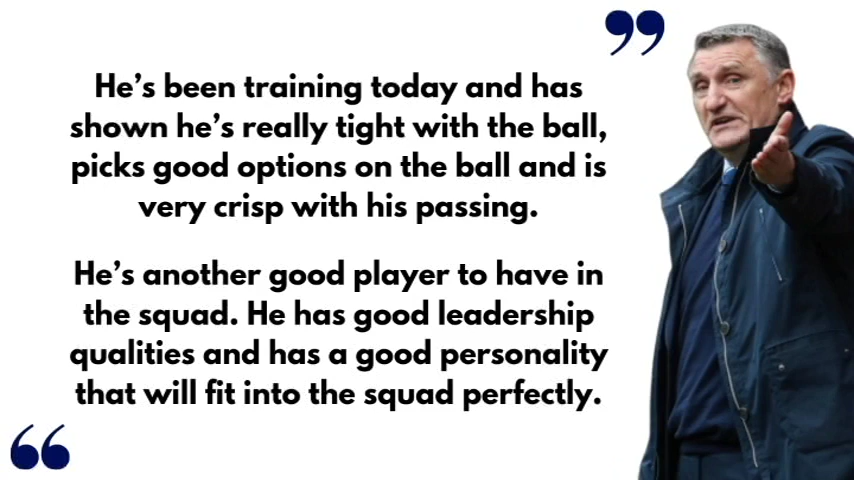 He's been training today and has
shown he's really tight with the ball,
picks good options on the ball and is
very crisp with his passing.
He's another good player to have in
the squad. He has good leadership
qualities and has a good personality
that will fit into the squad perfectly.